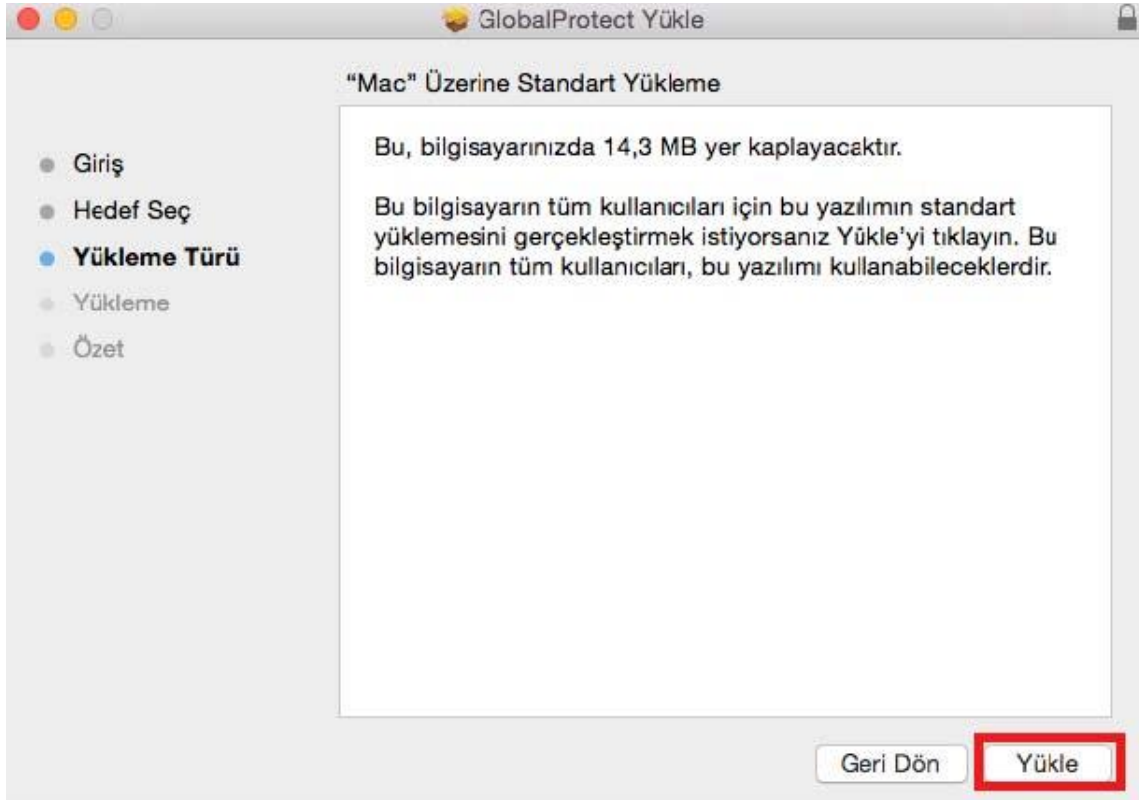 GlobalProtect Yükle
“Mac” Üzerine Standart Yükleme
Giriş
Hedef Seç
Yükleme Türü
Yükleme
Özet
Bu, bilgisayarınızda 14,3 MB yer kaplayacaktır.
Bu bilgisayarın tüm kullanıcıları için bu yazılımın standart
yüklemesini gerçekleştirmek istiyorsanız Yükle’yi tıklayın. Bu
bilgisayarın tüm kullanıcıları, bu yazılımı kullanabileceklerdir.
Geri Dön
Yükle